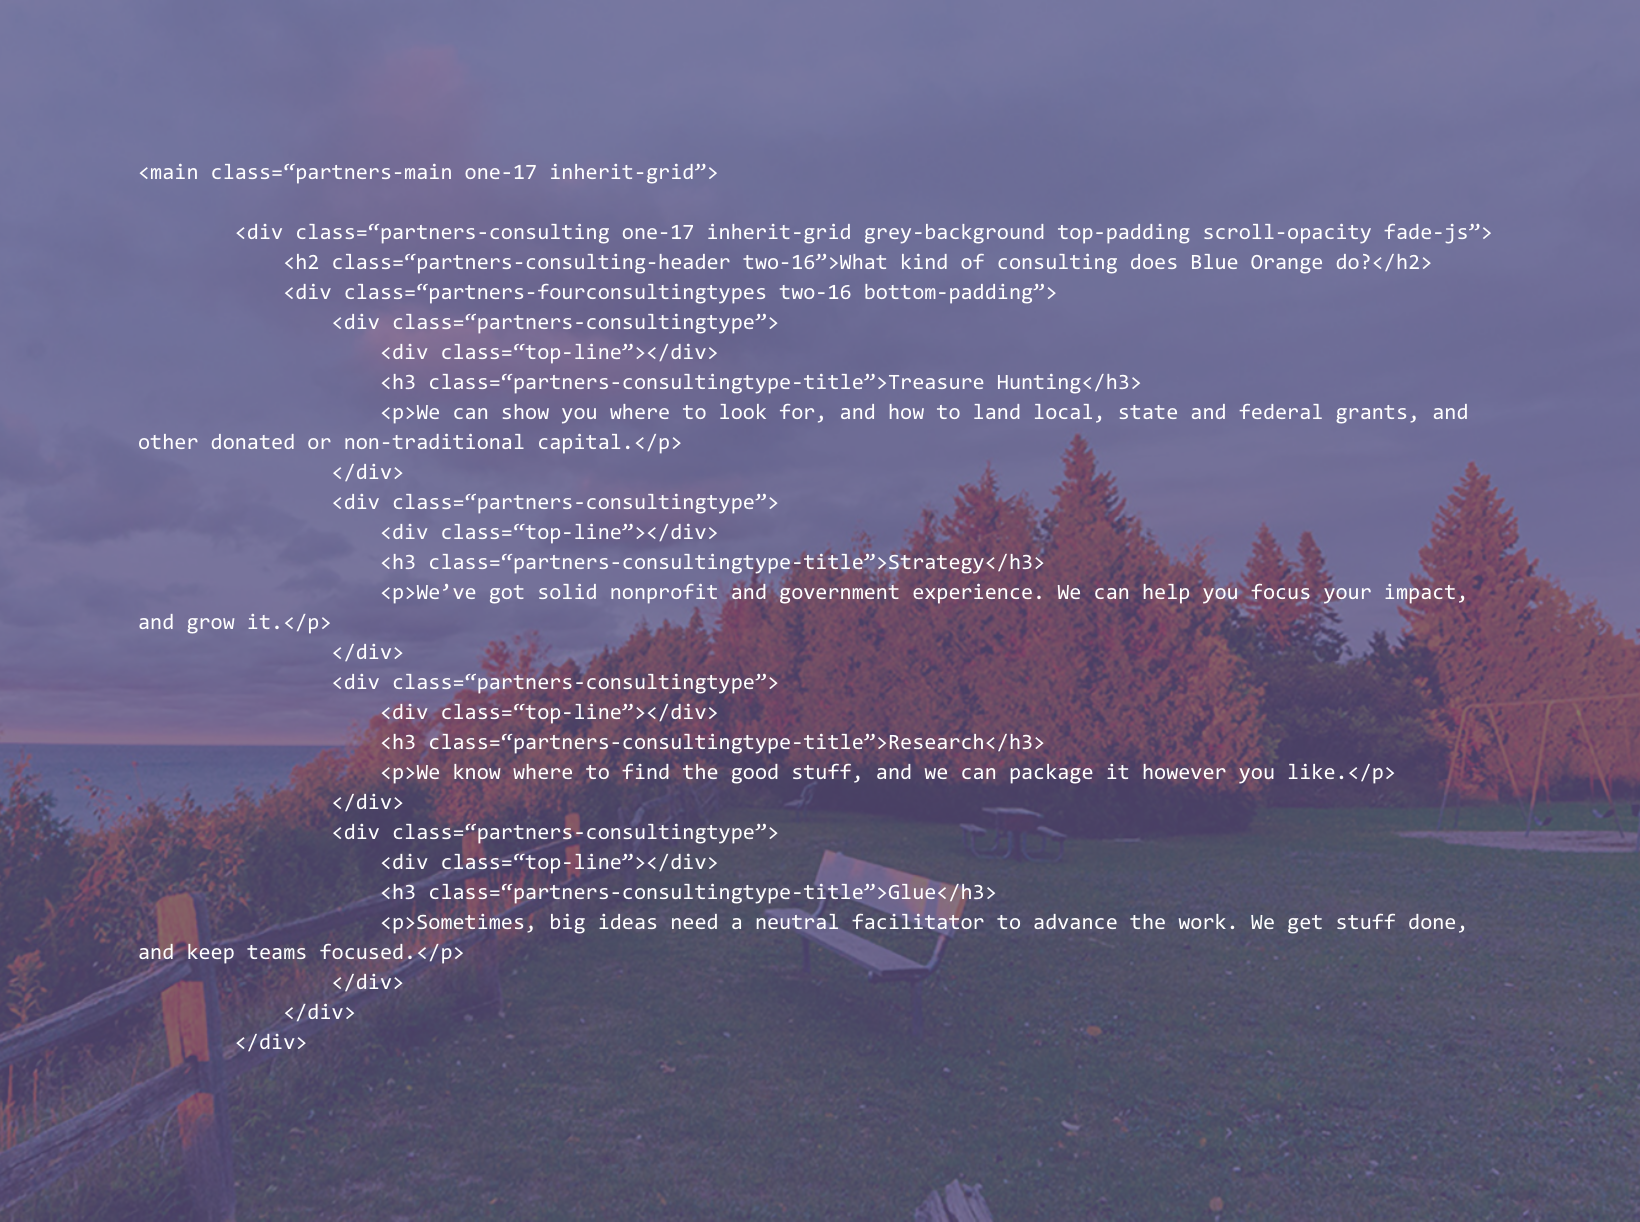 <main class=“partners-main one-17 inherit-grid”>
<div class=“partners-consulting one-17 inherit-grid grey-background top-padding scroll-opacity fade-js”>
<h2 class=“partners-consulting-header two-16”>What kind of consulting does Blue Orange do?</h2>
<div class=“partners-fourconsultingtypes two-16 bottom-padding”>
<div class=“partners-consultingtype”>
<div class=“top-line”></div>
<h3 class=“partners-consultingtype-title”>Treasure Hunting</h3>
<p>We can show you where to look for, and how to land local, state and federal grants, and
other donated or non-traditional capital.</p>
</div>
<div class=“partners-consultingtype”>
<div class=“top-line”></div>
<h3 class=“partners-consultingtype-title”>Strategy</h3>
<p>We’ve got solid nonprofit and government experience. We can help you focus your impact,
and grow it.</p>
</div>
<div class=“partners-consultingtype”>
<div class=“top-line”></div>
<h3 class=“partners-consultingtype-title”>Research</h3>
<p>We know where to find the good stuff, and we can package it however you like.</p>
</div>
<div class=“partners-consultingtype”>
<div class=“top-line”></div>
<h3 class=“partners-consultingtype-title”>Glue</h3>
<p>Sometimes, big ideas need a neutral facilitator to advance the work. We get stuff done,
and keep teams focused.</p>
</div>
</div>
</div>